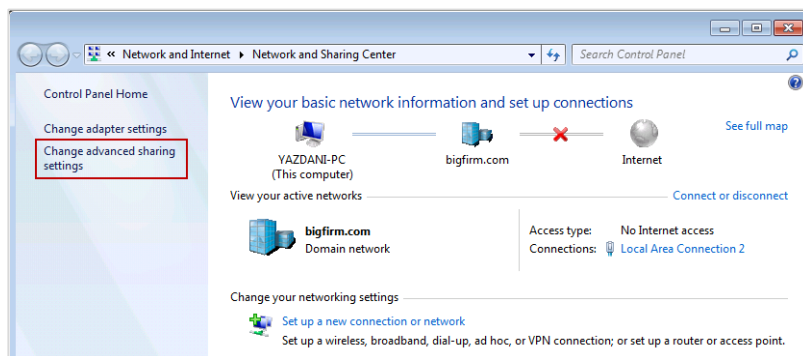 « Network and Internet ▸ Network and Sharing Center
Search Control Panel
Control Panel Home
Change adapter settings
Change advanced sharing
settings
View your basic network information and set up connections
See full map
YAZDANI-PC
(This computer)
bigfirm.com
Internet
View your active networks
Connect or disconnect
bigfirm.com
Domain network
Access type: No Internet access
Connections: Local Area Connection 2
Change your networking settings
Set up a new connection or network
Set up a wireless, broadband, dial-up, ad hoc, or VPN connection; or set up a router or access point.